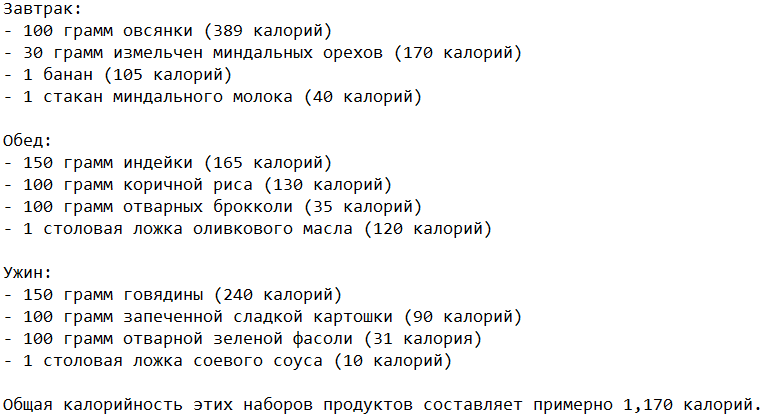 Завтрак:
- 100 грамм овсянки (389 калорий)
- 30 грамм измельчен миндальных орехов (170 калорий)
- 1 банан (105 калорий)
- 1 стакан миндального молока (40 калорий)
Обед:
- 150 грамм индейки (165 калорий)
- 100 грамм коричной риса (130 калорий)
- 100 грамм отварных брокколи (35 калорий)
- 1 столовая ложка оливкового масла (120 калорий)
Ужин:
- 150 грамм говядины (240 калорий)
- 100 грамм запеченной сладкой картошки (90 калорий)
- 100 грамм отварной зеленой фасоли (31 калория)
- 1 столовая ложка соевого соуса (10 калорий)
Общая калорийность этих наборов продуктов составляет примерно 1,170 калорий.